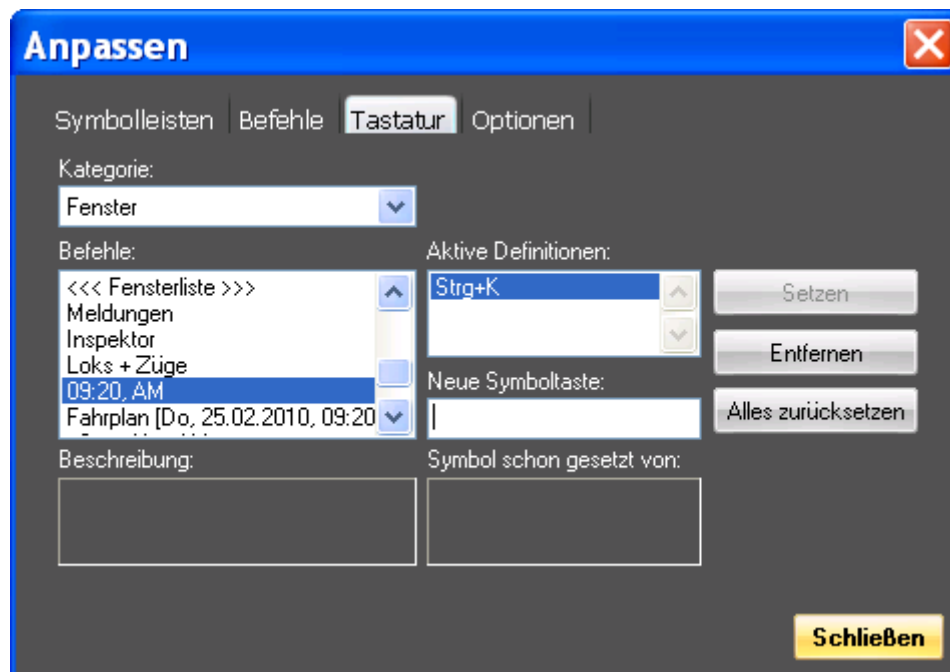 Anpassen
Symbolleisten Befehle Tastatur Optionen
Kategorie:
Fenster
Befehle:
<<< Fensterliste >>>
Meldungen
Inspektor
Loks + Züge
09:20, AM
Fahrplan [Do, 25.02.2010, 09:20
Aktive Definitionen:
Strg+K
Neue Symboltaste:
Setzen
Entfernen
Alles zurücksetzen
Beschreibung:
Symbol schon gesetzt von:
Schließen